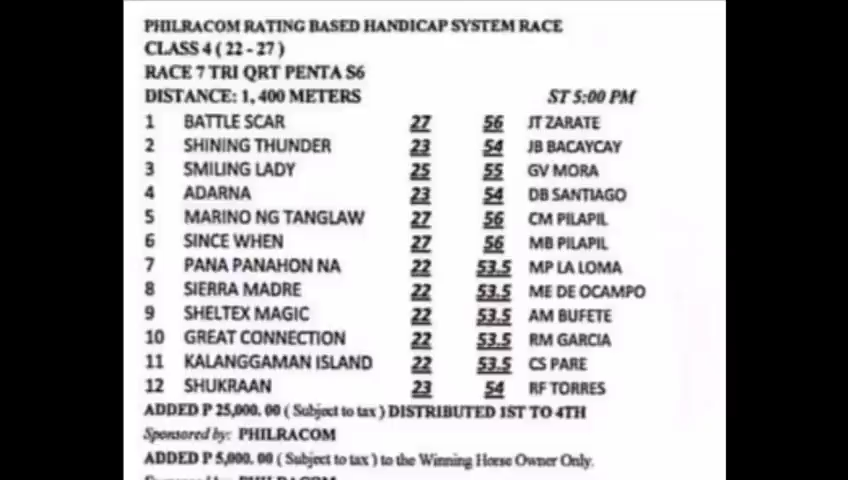 PHILRACOM RATING BASED HANDICAP SYSTEM RACE
CLASS 4 ( 22 - 27 )
RACE 7 TRI QRT PENTA S6
DISTANCE: 1, 400 METERS ST 5:00 PM
1 BATTLE SCAR 27 56 JT ZARATE
2 SHINING THUNDER 23 54 JB BACAYCAY
3 SMILING LADY 25 55 GV MORA
4 ADARNA 23 54 DB SANTIAGO
5 MARINO NG TANGLAW 27 56 CM PILAPIL
6 SINCE WHEN 27 56 MB PILAPIL
7 PANA PANAHON NA 22 53.5 MP LA LOMA
8 SIERRA MADRE 22 53.5 ME DE OCAMPO
9 SHELTEX MAGIC 22 53.5 AM BUFETE
10 GREAT CONNECTION 22 53.5 RM GARCIA
11 KALANGGAMAN ISLAND 22 53.5 CS PARE
12 SHUKRAAN 23 54 RF TORRES
ADDED P 25,000. 00 ( Subject to tax ) DISTRIBUTED 1ST TO 4TH
Sponsored by: PHILRACOM
ADDED P 5,000. 00 ( Subject to tax ) to the Winning Horse Owner Only.
Sponsored by: PHILRACOM